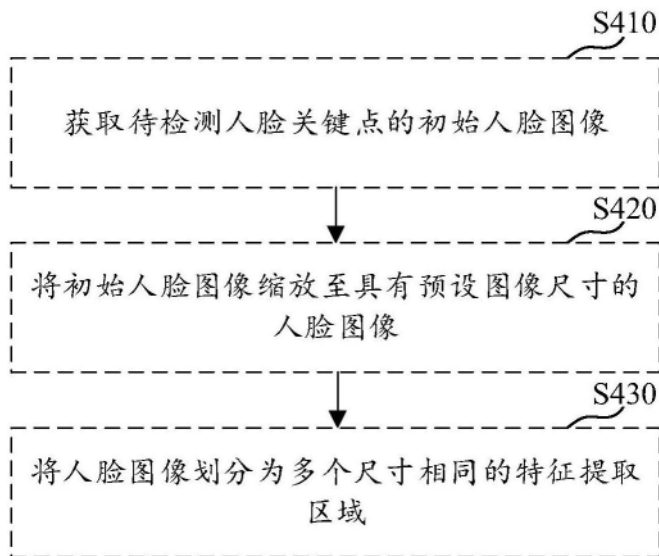 S410
获取待检测人脸关键点的初始人脸图像
S420
将初始人脸图像缩放至具有预设图像尺寸的
人脸图像
S430
将人脸图像划分为多个尺寸相同的特征提取
区域